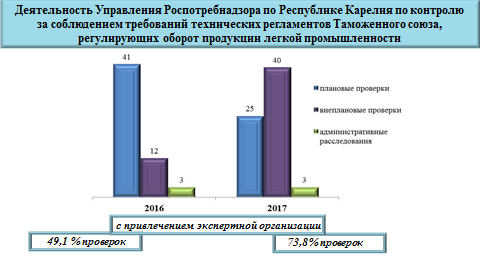 Деятельность Управления Роспотребнадзора по Республике Карелия по контролю
за соблюдением требований технических регламентов Таможенного союза,
регулирующих оборот продукции легкой промышленности
41
12
3
25
40
3
плановые проверки
внеплановые проверки
административные
расследования
2016
2017
с привлечением экспертной организации
49,1 % проверок
73,8% проверок